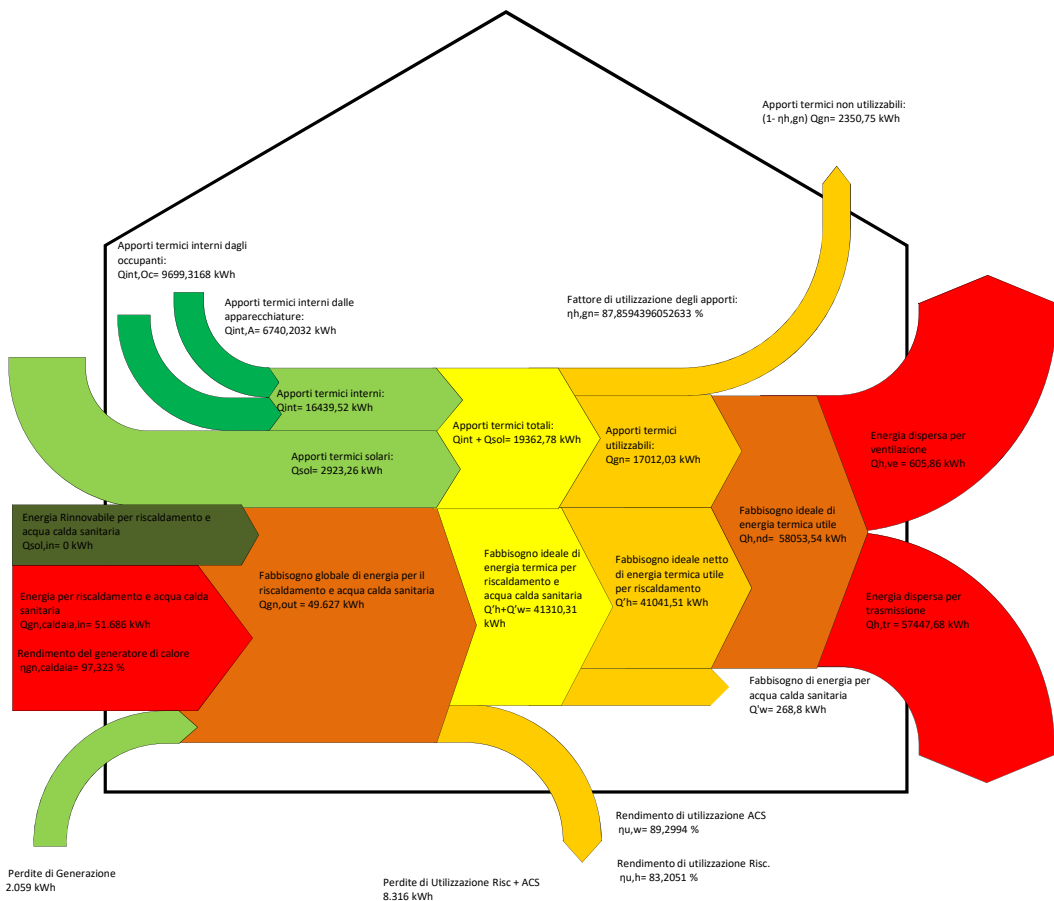 Apporti termici non utilizzabili:
(1- ηh,gn) Qgn= 2350,75 kWh
Apporti termici interni dagli
occupanti:
Qint,Oc= 9699,3168 kWh
Apporti termici interni dalle
apparecchiature:
Qint,A= 6740,2032 kWh
Fattore di utilizzazione degli apporti:
ηh,gn= 87,8594396052633 %
Apporti termici interni:
Qint= 16439,52 kWh
Apporti termici totali:
Qint + Qsol= 19362,78 kWh
Apporti termici
utilizzabili:
Qgn= 17012,03 kWh
Energia dispersa per
ventilazione
Qh,ve = 605,86 kWh
Apporti termici solari:
Qsol= 2923,26 kWh
Energia Rinnovabile per riscaldamento e
acqua calda sanitaria
Qsol,in= 0 kWh
Fabbisogno ideale di
energia termica utile
Qh,nd=  58053,54 kWh
Fabbisogno globale di energia per il
riscaldamento e acqua calda sanitaria
Qgn,out = 49.627 kWh
Fabbisogno ideale di
energia termica per
riscaldamento e
acqua calda sanitaria
Q’h+Q’w= 41310,31
kWh
Fabbisogno ideale netto
di energia termica utile
per riscaldamento
Q’h= 41041,51 kWh
Energia per riscaldamento e acqua calda
sanitaria
Qgn,caldaia,in= 51.686 kWh
Rendimento del generatore di calore
ηgn,caldaia= 97,323 %
Energia dispersa per
trasmissione
Qh,tr = 57447,68 kWh
Fabbisogno di energia per
acqua calda sanitaria
Q'w= 268,8 kWh
Rendimento di utilizzazione ACS
ηu,w= 89,2994 %
Rendimento di utilizzazione Risc.
ηu,h= 83,2051 %
Perdite di Generazione
2.059 kWh
Perdite di Utilizzazione Risc + ACS
8.316 kWh